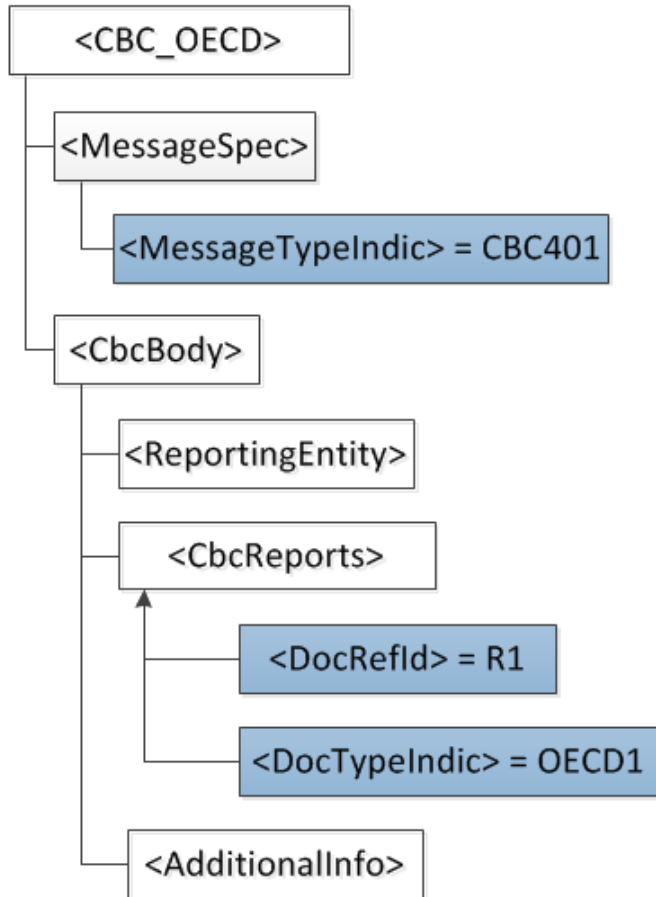 <CBC_OECD>
<MessageSpec>
<MessageTypeIndic> = CBC401
<CbcBody>
<ReportingEntity>
<CbcReports>
<DocRefId> = R1
<DocTypeIndic> = OECD1
<AdditionalInfo>